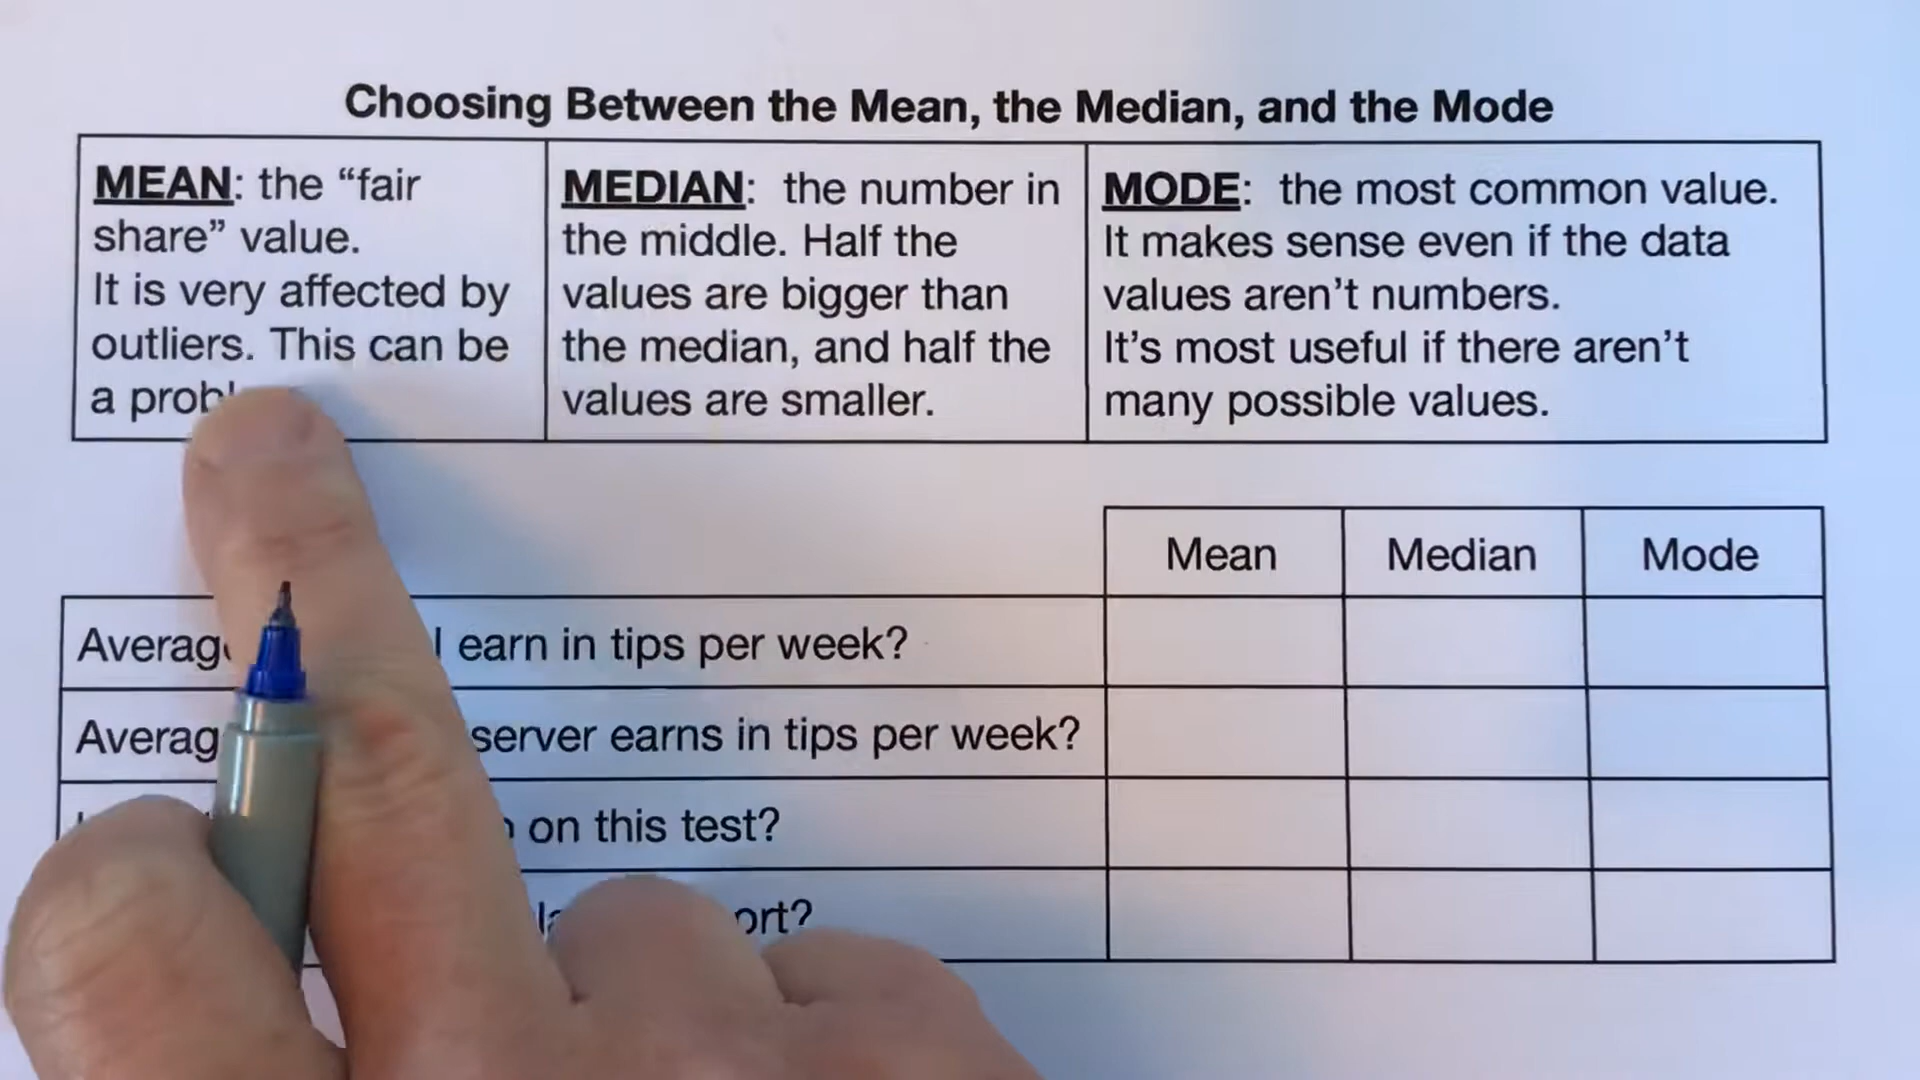 Choosing Between the Mean, the Median, and the Mode
MEAN: the “fair
share” value.
It is very affected by
outliers. This can be
a
MEDIAN: the number in
the middle. Half the
values are bigger than
the median, and half the
values are smaller.
MODE: the most common value.
It makes sense even if the data
values aren’t numbers.
It’s most useful if there aren’t
many possible values.
Mean Median Mode
I earn in tips per week?
server earns in tips per week?
on this test?